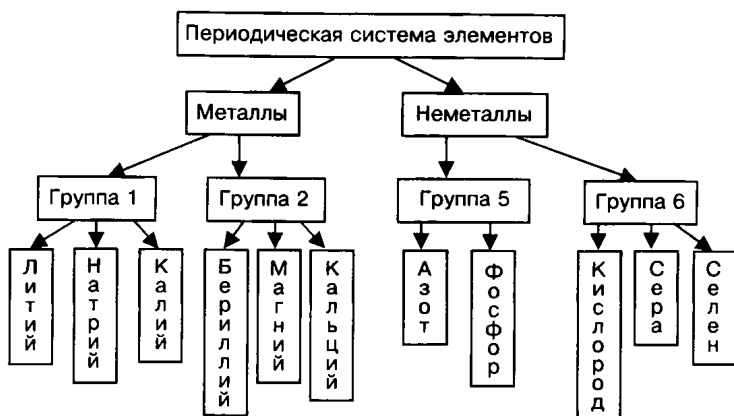 Периодическая система элементов
Металлы
Неметаллы
Группа 1
Группа 2
Группа 5
Группа 6
Литий
Натрий
Калий
Бериллий
Магний
Кальций
Азот
Фосфор
Кислород
Сера
Селен